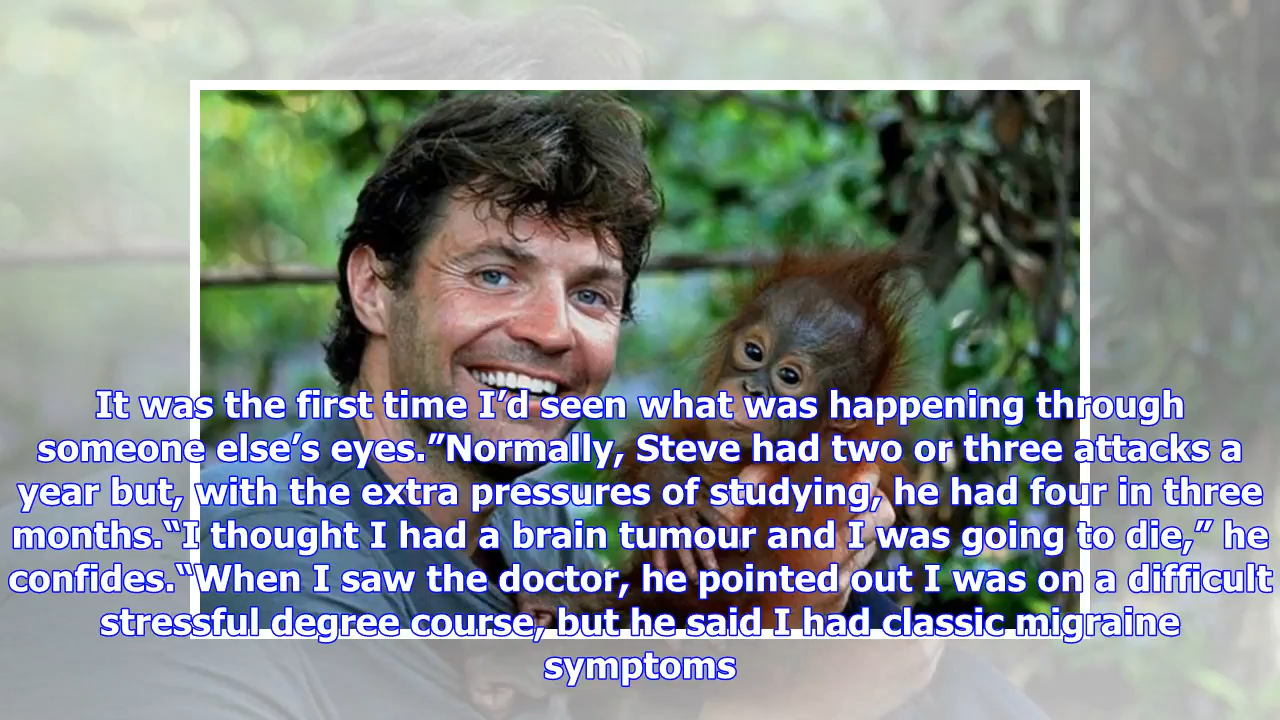 It was the first time I’d seen what was happening through
someone else’s eyes.”Normally, Steve had two or three attacks a
year but, with the extra pressures of studying, he had four in three
months.“I thought I had a brain tumour and I was going to die,” he
confides.“When I saw the doctor, he pointed out I was on a difficult
stressful degree course, but he said I had classic migraine
symptoms